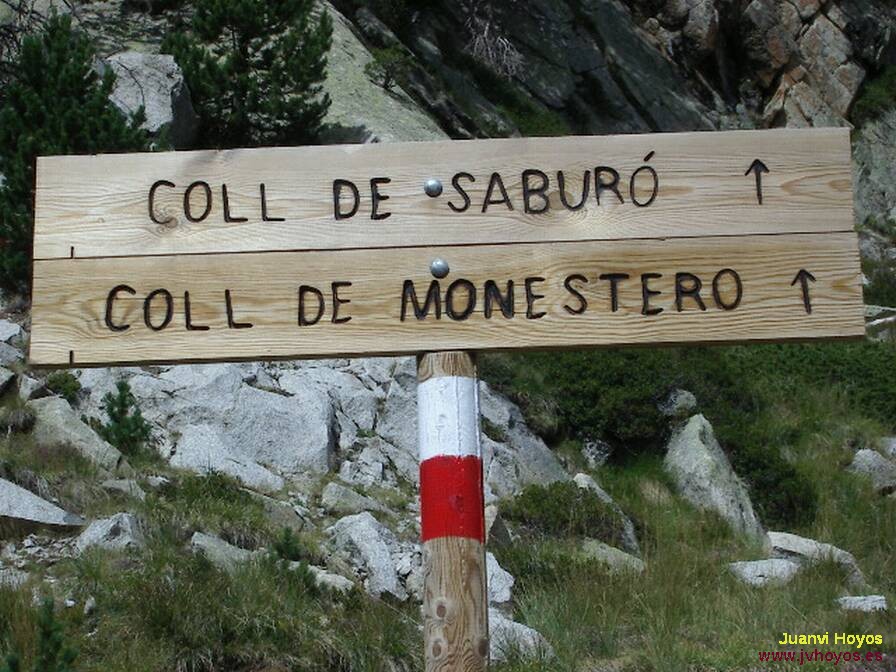 COLL DE SABURÓ ↑
COLL DE MONESTERO ↑
Juanvi Hoyos
www.jvhoyos.es